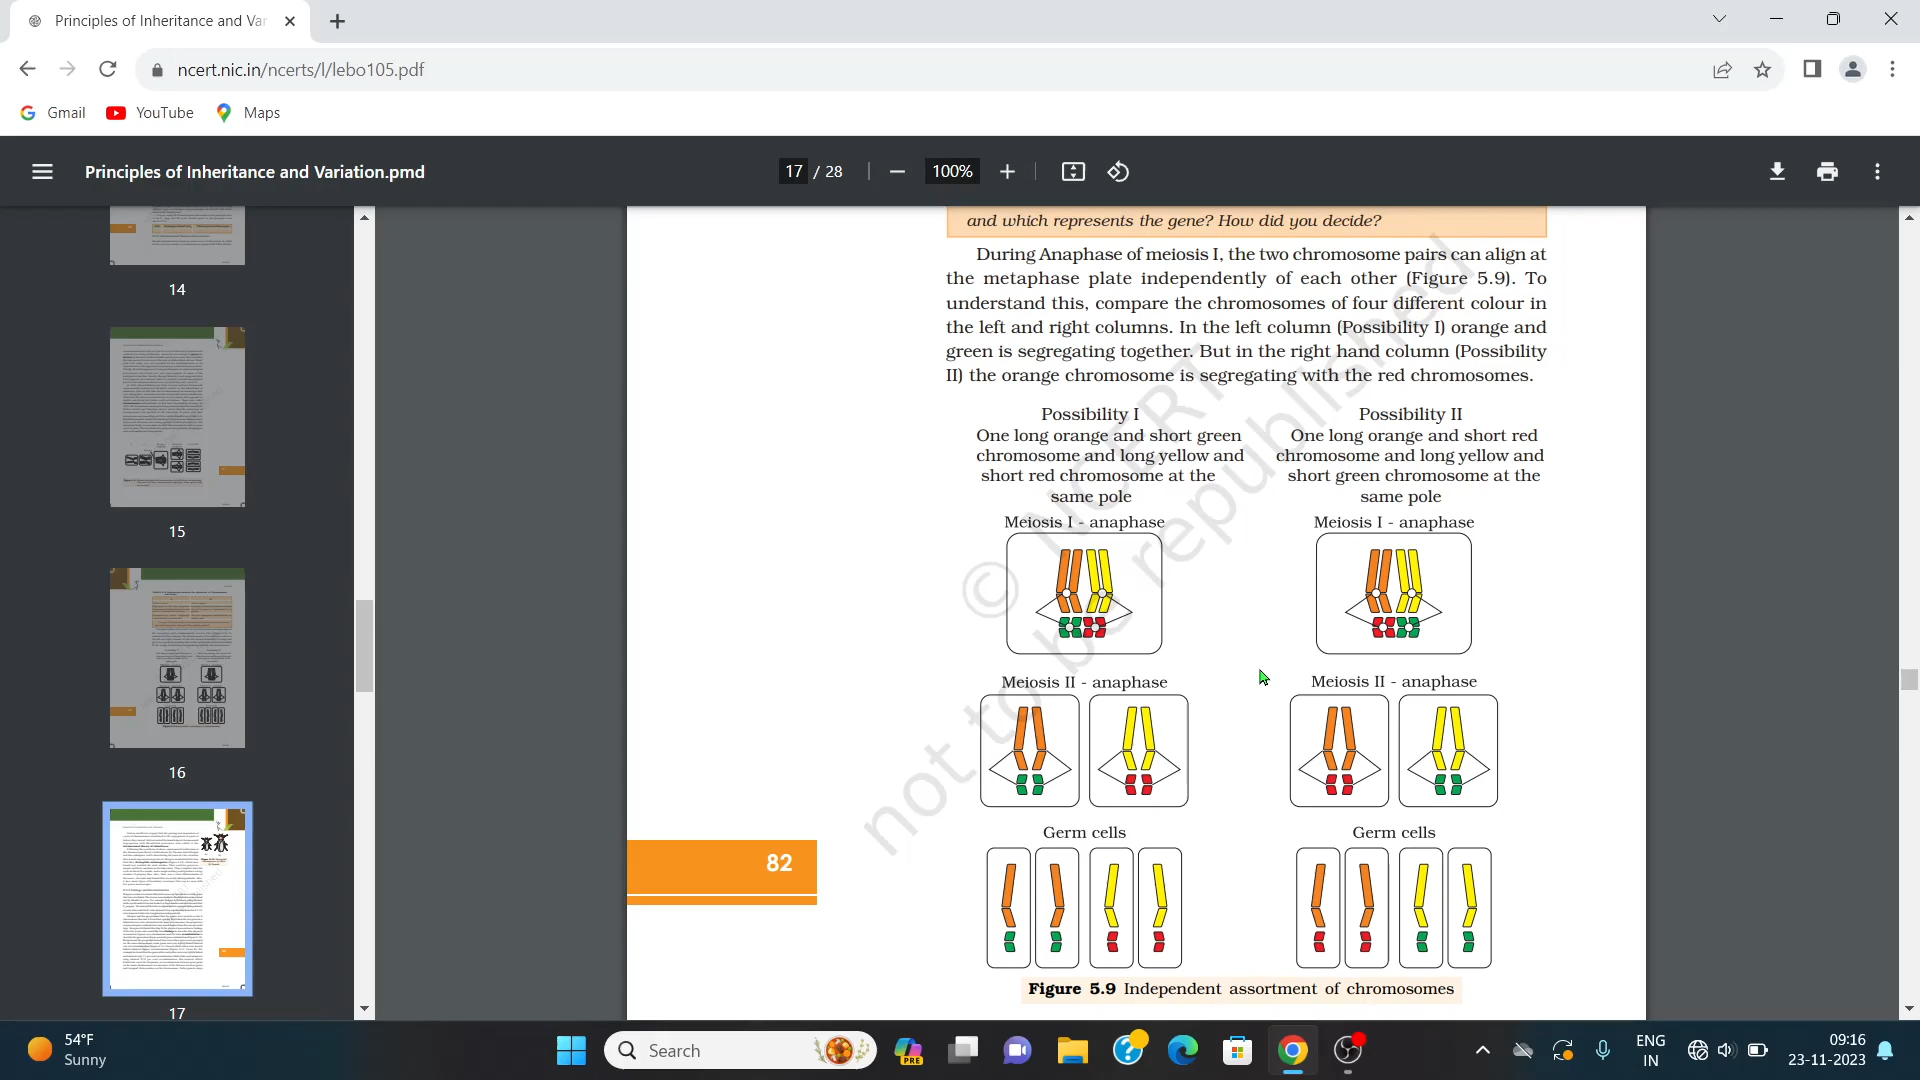 Principles of Inheritance and Var
ncert.nic.in/ncerts/l/lebo105.pdf
Gmail YouTube Maps
Principles of Inheritance and Variation.pmd
17 / 28
100%
14
15
16
17
and which represents the gene? How did you decide?
During Anaphase of meiosis I, the two chromosome pairs can align at
the metaphase plate independently of each other (Figure 5.9). To
understand this, compare the chromosomes of four different colour in
the left and right columns. In the left column (Possibility I) orange and
green is segregating together. But in the right hand column (Possibility
II) the orange chromosome is segregating with the red chromosomes.
Possibility I
One long orange and short green
chromosome and long yellow and
short red chromosome at the
same pole
Possibility II
One long orange and short red
chromosome and long yellow and
short green chromosome at the
same pole
Meiosis I - anaphase
Meiosis I - anaphase
Meiosis II - anaphase
Meiosis II - anaphase
Germ cells
Germ cells
Figure 5.9 Independent assortment of chromosomes
82
© NCERT
not to be republished
54°F
Sunny
Search
PRE
ENG
IN
09:16
23-11-2023